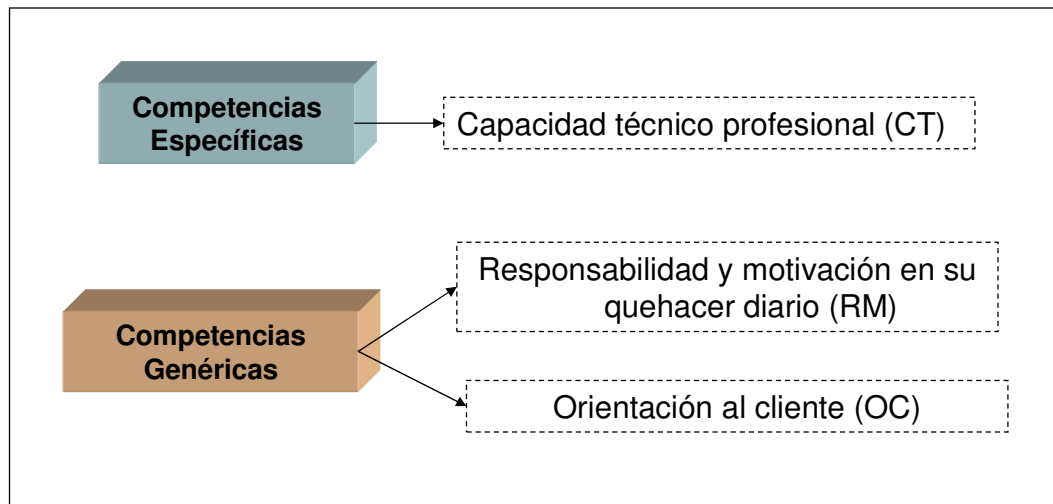 Competencias
Específicas
Capacidad técnico profesional (CT)
Responsabilidad y motivación en su
quehacer diario (RM)
Competencias
Genéricas
Orientación al cliente (OC)